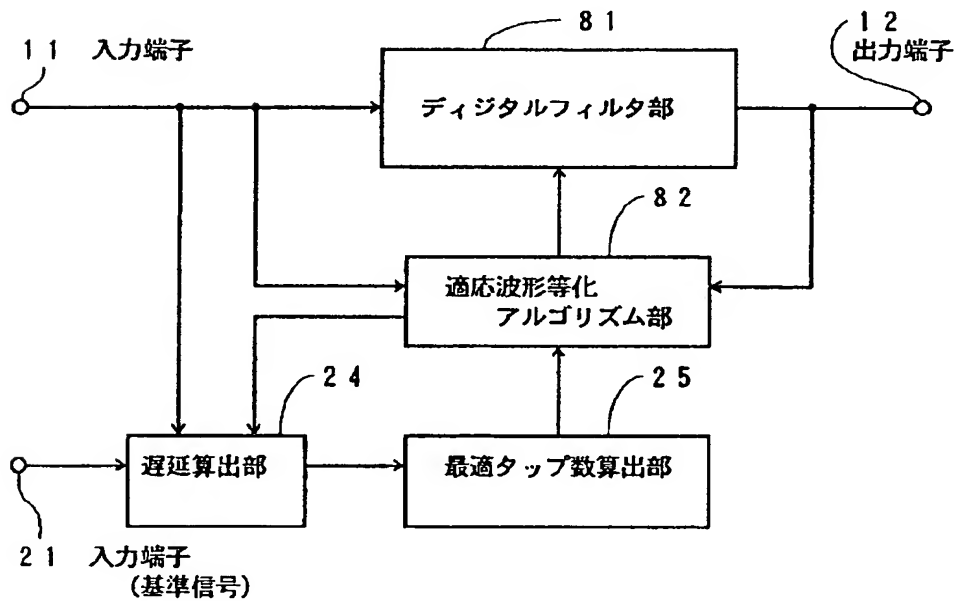 81
12
11 入力端子
出力端子
ディジタルフィルタ部
82
適応波形等化
アルゴリズム部
24
25
遅延算出部
最適タップ数算出部
21 入力端子
(基準信号)